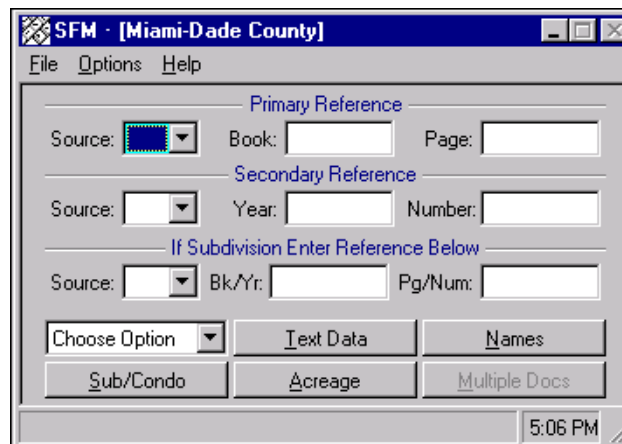 SFM - [Miami-Dade County]
File Options Help
Primary Reference
Source: Book: Page:
Secondary Reference
Source: Year: Number:
If Subdivision Enter Reference Below
Source: Bk/Yr: Pg/Num:
Choose Option Text Data Names
Sub/Condo Acreage Multiple Docs
5:06 PM